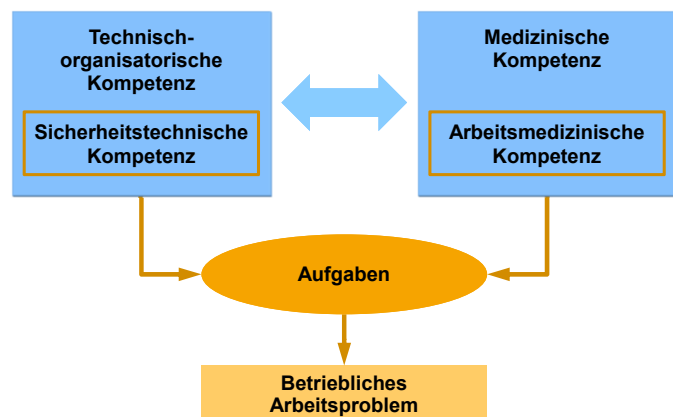 Technisch-
organisatorische
Kompetenz
Sicherheitstechnische
Kompetenz
Medizinische
Kompetenz
Arbeitsmedizinische
Kompetenz
Aufgaben
Betriebliches
Arbeitsproblem